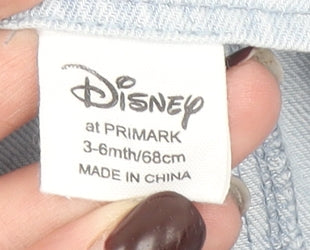 Disney
at PRIMARK
3-6mth/68cm
MADE IN CHINA